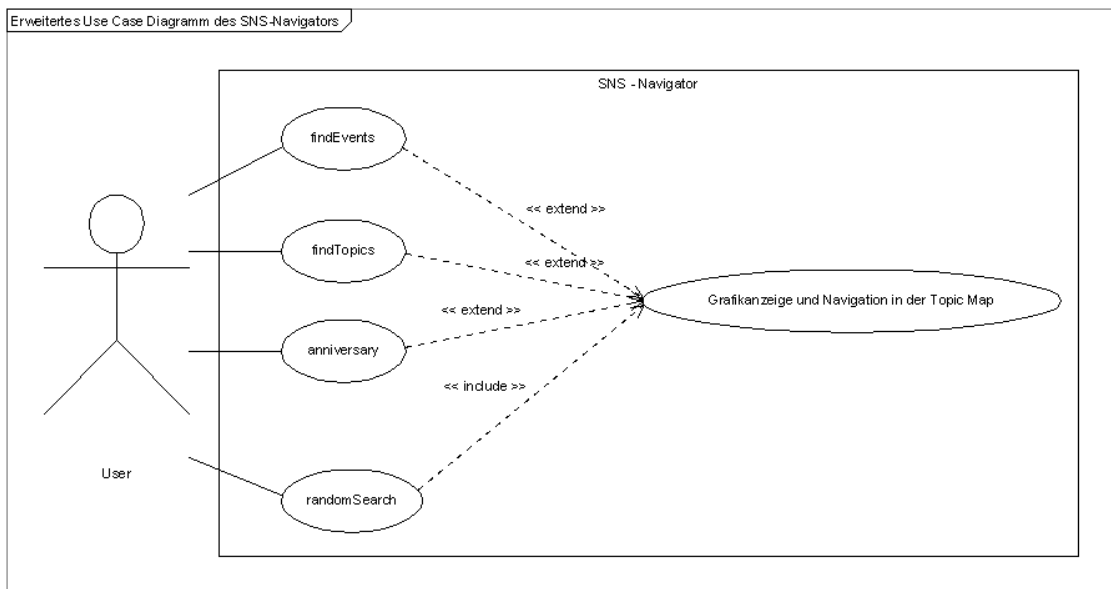 Erweitertes Use Case Diagramm des SNS-Navigators
SNS - Navigator
findEvents
<< extend >>
findTopics
<< extend >>
Grafikanzeige und Navigation in der Topic Map
<< extend >>
anniversary
<< include >>
User
randomSearch